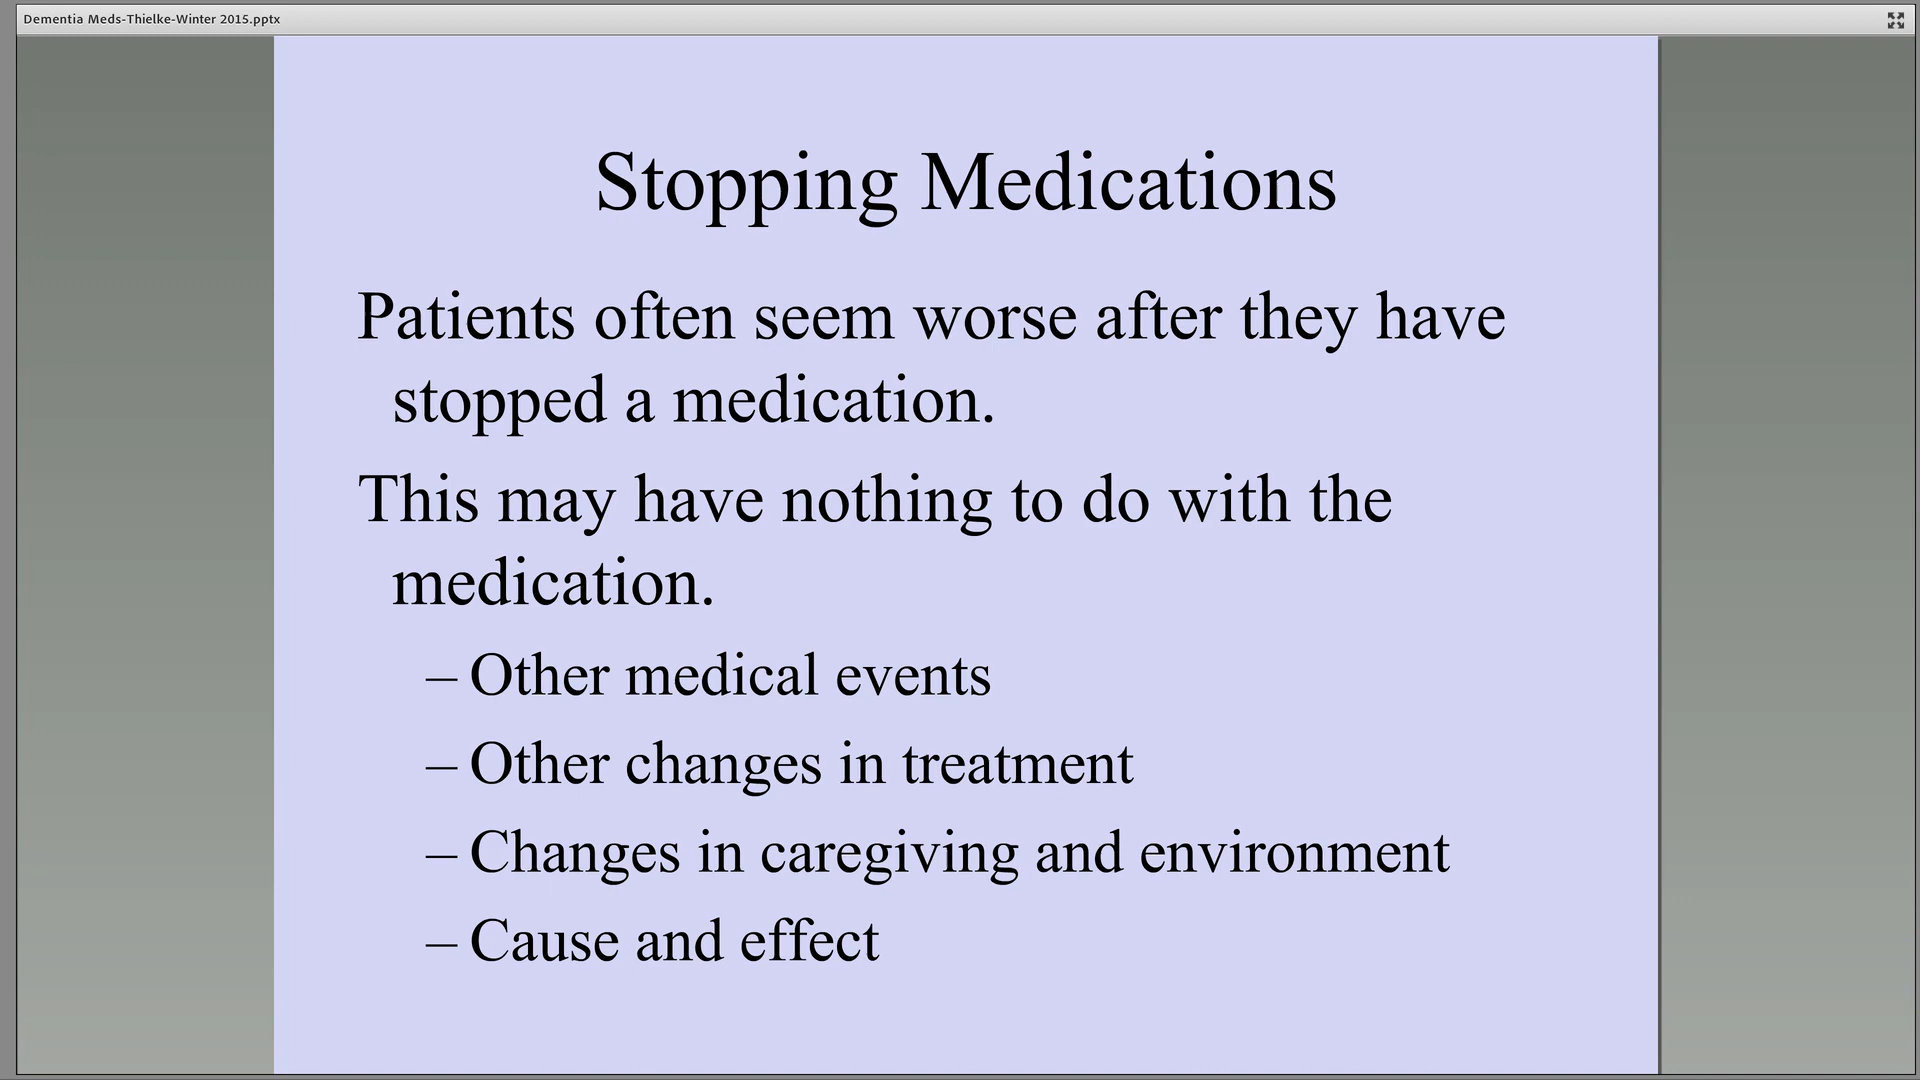 Dementia Meds-Thielke-Winter 2015.pptx
Stopping Medications
Patients often seem worse after they have
stopped a medication.
This may have nothing to do with the
medication.
– Other medical events
– Other changes in treatment
– Changes in caregiving and environment
– Cause and effect